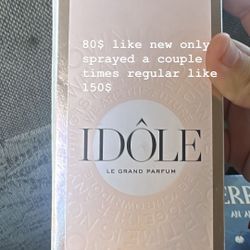 80$ like new only
sprayed a couple
times regular like
150$
IDÔLE
LE GRAND PARFUM